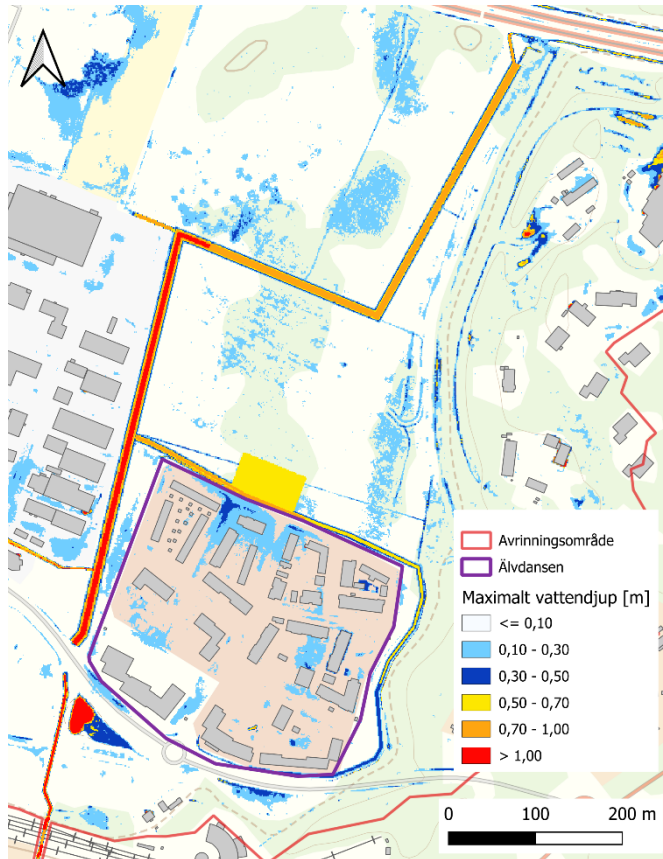 Avrinningsområde
Älvdansen
Maximalt vattendjup [m]
<= 0,10
0,10 - 0,30
0,30 - 0,50
0,50 - 0,70
0,70 - 1,00
> 1,00
0 100 200 m